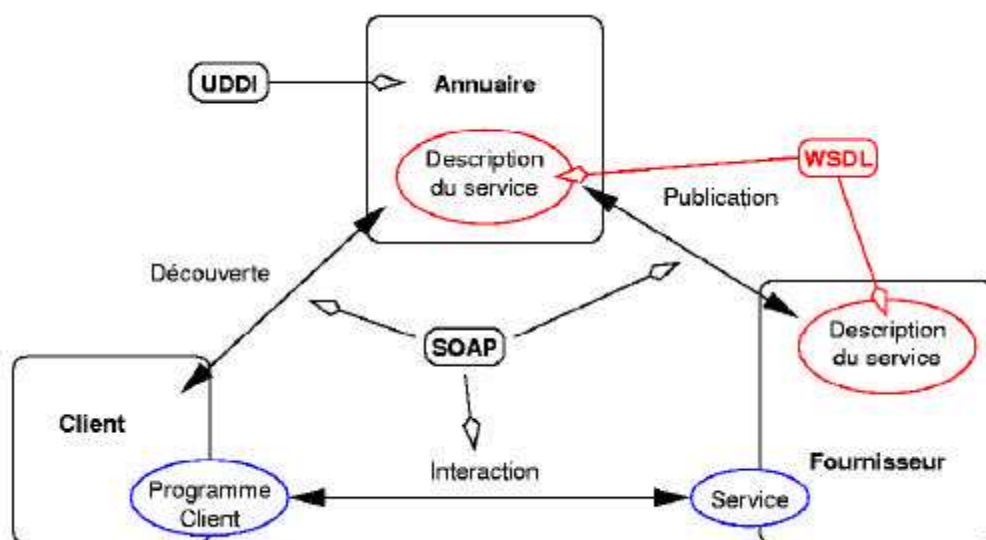 UDDI
Annuaire
Description
du service
WSDL
Publication
Découverte
SOAP
Description
du service
Client
Interaction
Fournisseur
Programme
Client
Service